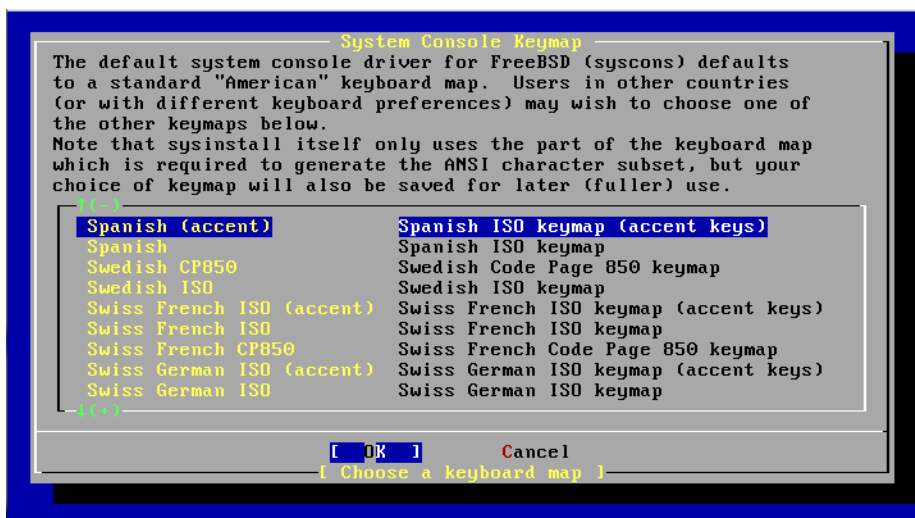 System Console Keymap
The default system console driver for FreeBSD (syscons) defaults
to a standard "American" keyboard map.  Users in other countries
(or with different keyboard preferences) may wish to choose one of
the other keymaps below.
Note that sysinstall itself only uses the part of the keyboard map
which is required to generate the ANSI character subset, but your
choice of keymap will also be saved for later (fuller) use.
↑(-)
Spanish (accent) Spanish ISO keymap (accent keys)
Spanish Spanish ISO keymap
Swedish CP850 Swedish Code Page 850 keymap
Swedish ISO Swedish ISO keymap
Swiss French ISO (accent) Swiss French ISO keymap (accent keys)
Swiss French ISO Swiss French ISO keymap
Swiss French CP850 Swiss French Code Page 850 keymap
Swiss German ISO (accent) Swiss German ISO keymap (accent keys)
Swiss German ISO Swiss German ISO keymap
↓(+)
[ OK ] Cancel
[ Choose a keyboard map ]